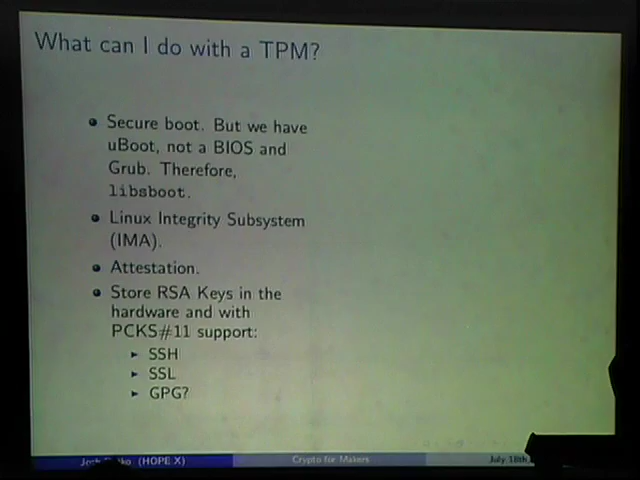 What can I do with a TPM?
Secure boot. But we have
uBoot, not a BIOS and
Grub. Therefore,
libsboot.
Linux Integrity Subsystem
(IMA).
Attestation.
Store RSA Keys in the
hardware and with
PCKS#11 support:
SSH
SSL
GPG?
(HOPE X)
Crypto for Makers
July 18th